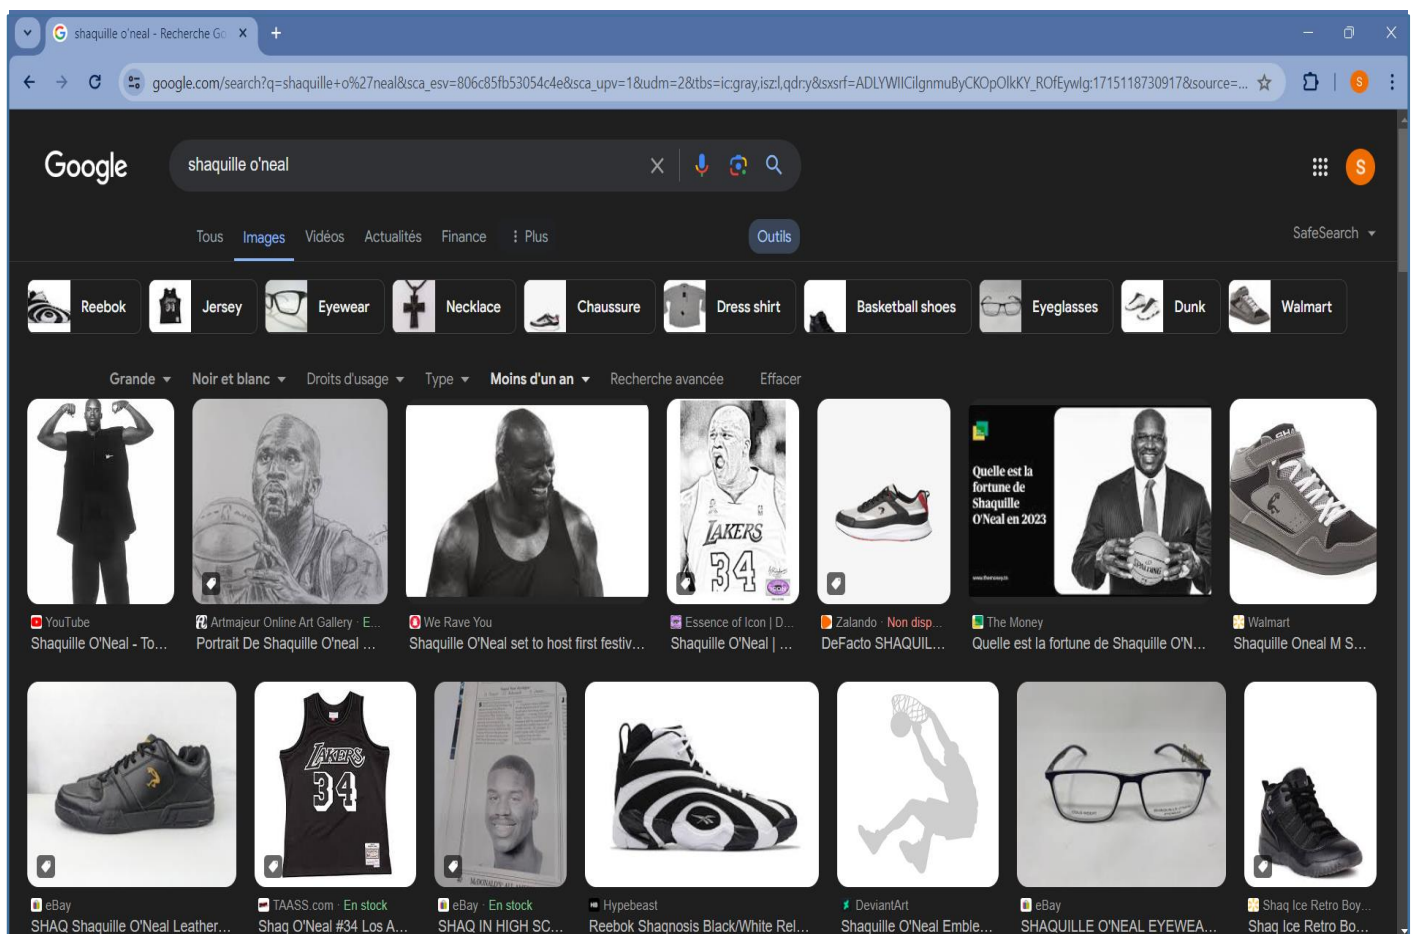 shaquille o'neal - Recherche Go
google.com/search?q=shaquille+o%27neal&sca_esv=806c85fb53054c4e&sca_upv=1&udm=2&tbs=ic:gray,isz:l,qdr:y&sxsrf=ADLYWIICilgnmuByCKOpOlkKY_ROfEywIg:1715118730917&source=...
S
Google
shaquille o'neal
S
Tous Images Vidéos Actualités Finance Plus Outils
SafeSearch
Reebok Jersey Eyewear Necklace Chaussure Dress shirt Basketball shoes Eyeglasses Dunk Walmart
Grande Noir et blanc Droits d'usage Type Moins d'un an Recherche avancée Effacer
LAKERS
34
Quelle est la
fortune de
Shaquille
O'Neal en 2023
SPALDING
YouTube
Shaquille O'Neal - To...
Artmajeur Online Art Gallery · E...
Portrait De Shaquille O'neal ...
We Rave You
Shaquille O'Neal set to host first festiv...
Essence of Icon | D...
Shaquille O'Neal | ...
Zalando · Non disp...
DeFacto SHAQUIL...
The Money
Quelle est la fortune de Shaquille O'N...
Walmart
Shaquille Oneal M S...
LAKERS
34
eBay
SHAQ Shaquille O'Neal Leather...
TAASS.com · En stock
Shaq O'Neal #34 Los A...
eBay · En stock
SHAQ IN HIGH SC...
Hypebeast
Reebok Shaqnosis Black/White Rel...
DeviantArt
Shaquille O'Neal Emble...
eBay
SHAQUILLE O'NEAL EYEWEA...
Shaq Ice Retro Boy...
Shaq Ice Retro Bo...